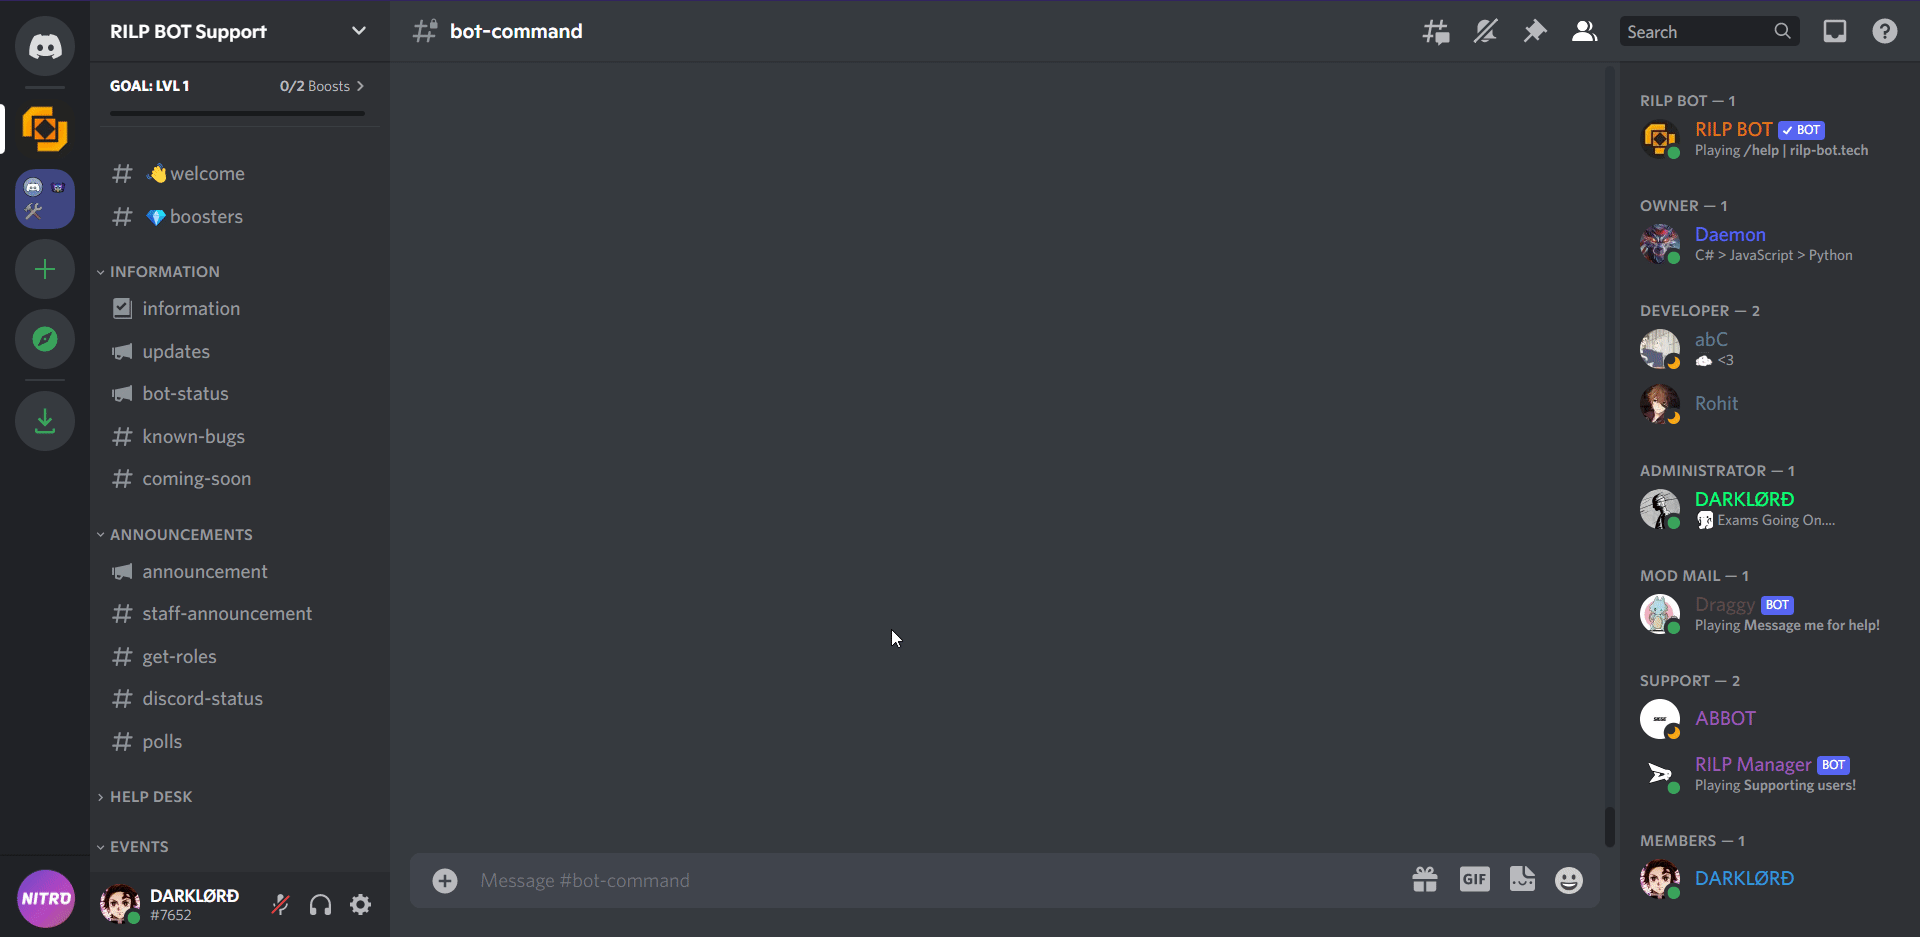 RILP BOT Support
GOAL: LVL 1
0/2 Boosts
welcome
boosters
INFORMATION
information
updates
bot-status
known-bugs
coming-soon
ANNOUNCEMENTS
announcement
staff-announcement
get-roles
discord-status
polls
HELP DESK
EVENTS
NITRO
DARKLØRĐ
#7652
bot-command
Search
Message #bot-command
GIF
RILP BOT — 1
RILP BOT BOT
Playing /help | rilp-bot.tech
OWNER — 1
Daemon
C# > JavaScript > Python
DEVELOPER — 2
abC
<3
Rohit
ADMINISTRATOR — 1
DARKLØRĐ
Exams Going On....
MOD MAIL — 1
Draggy BOT
Playing Message me for help!
SUPPORT — 2
ABBOT
RILP Manager BOT
Playing Supporting users!
MEMBERS — 1
DARKLØRĐ